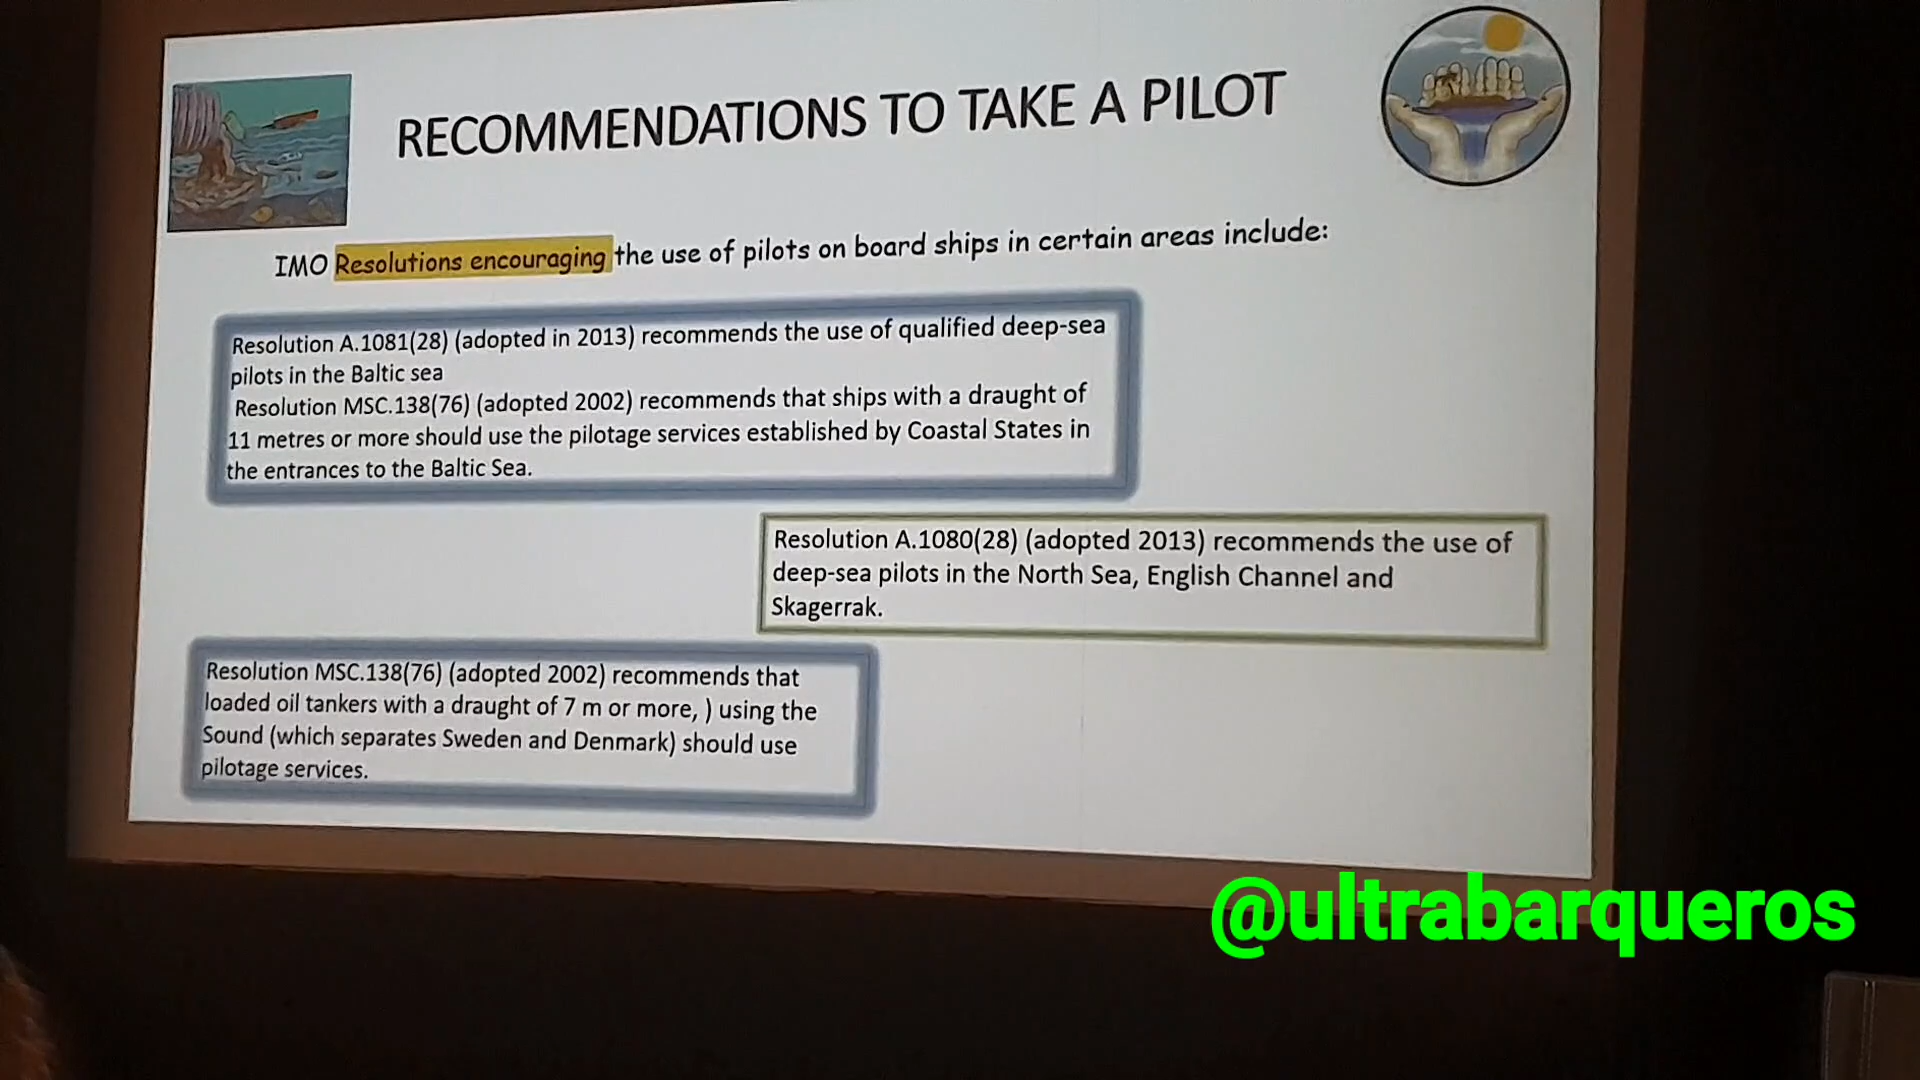 RECOMMENDATIONS TO TAKE A PILOT
IMO Resolutions encouraging the use of pilots on board ships in certain areas include:
Resolution A.1081(28) (adopted in 2013) recommends the use of qualified deep-sea
pilots in the Baltic sea
Resolution MSC.138(76) (adopted 2002) recommends that ships with a draught of
11 metres or more should use the pilotage services established by Coastal States in
the entrances to the Baltic Sea.
Resolution A.1080(28) (adopted 2013) recommends the use of
deep-sea pilots in the North Sea, English Channel and
Skagerrak.
Resolution MSC.138(76) (adopted 2002) recommends that
loaded oil tankers with a draught of 7 m or more, ) using the
Sound (which separates Sweden and Denmark) should use
pilotage services.
@ultrabarqueros